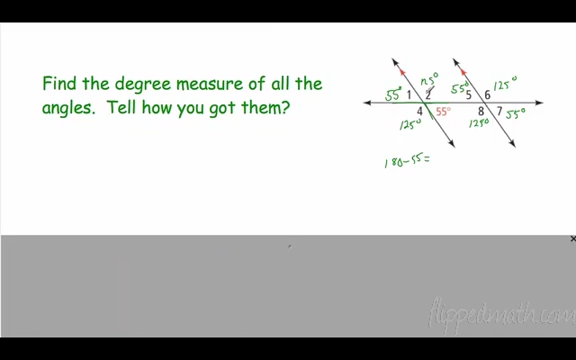 Find the degree measure of all the
angles. Tell how you got them?
125°
55° 1 2 55° 5 6 125°
4 55° 8 7 55°
125° 125°
180-55=
x
flippedmath.com